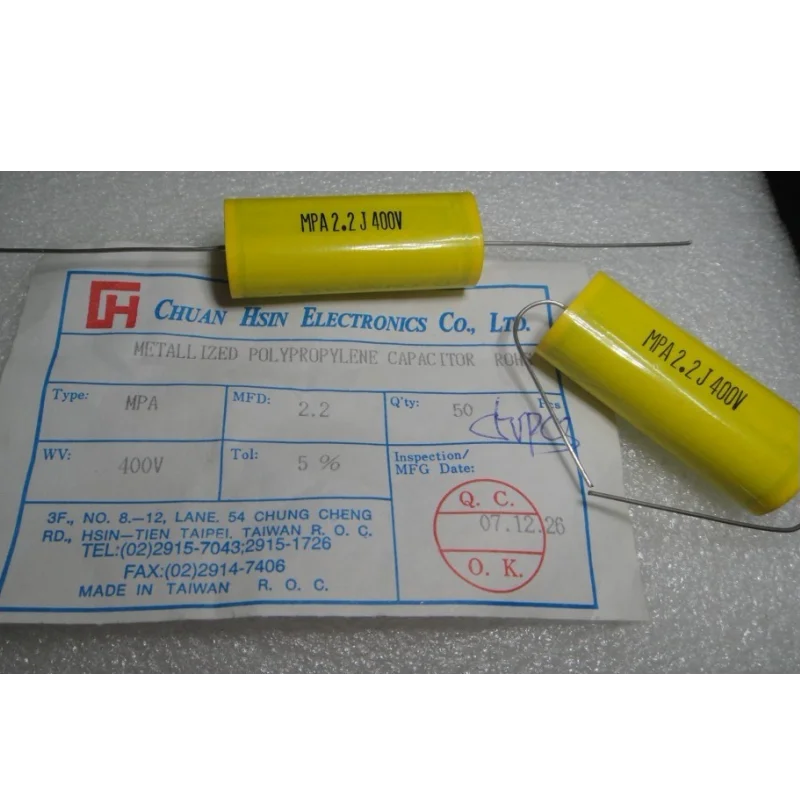 MPA 2.2 J 400V
MPA 2.2 J 400V
CH
CHUAN HSIN ELECTRONICS CO., LTD.
METALLIZED POLYPROPYLENE CAPACITOR
Type: MPA
MFD: 2.2
Q'ty: 50 Pcs
WV: 400V
Tol: 5 %
Inspection/
MFG Date:
Q. C.
07.12.26
O. K.
3F., NO. 8.—12, LANE. 54 CHUNG CHENG
RD., HSIN—TIEN TAIPEI, TAIWAN R. O. C.
TEL:(02)2915-7043;2915-1726
FAX:(02)2914-7406
MADE IN TAIWAN R. O. C.